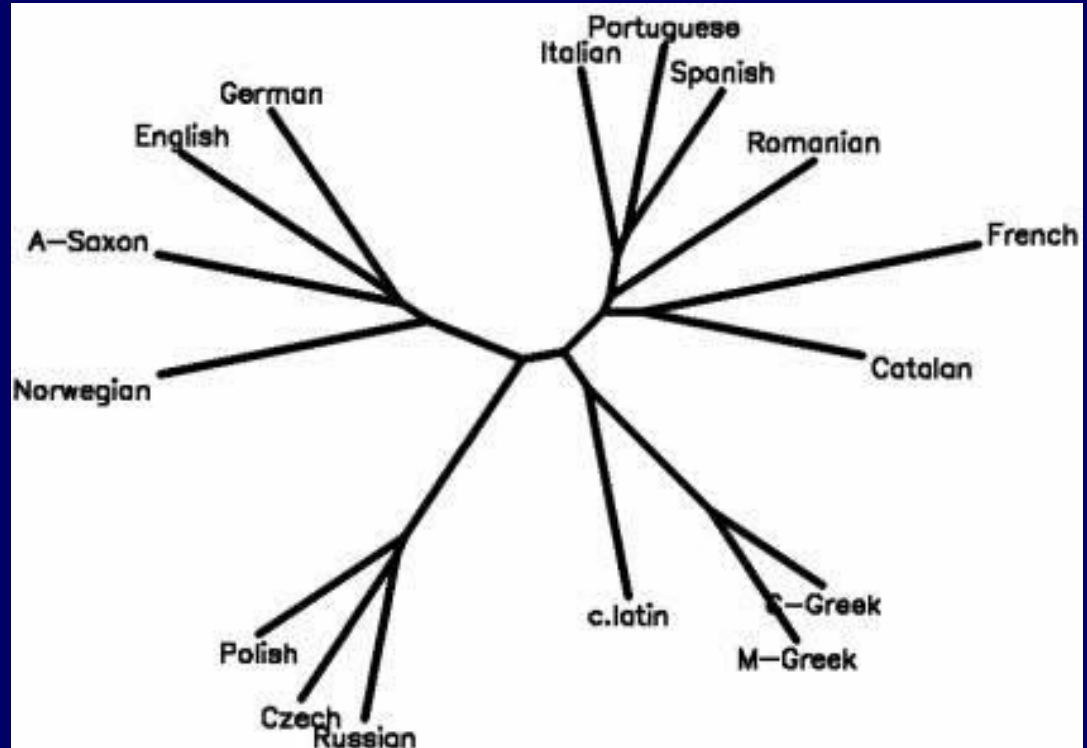 Portuguese
Italian
Spanish
German
English
Romanian
A-Saxon
French
Norwegian
Catalan
c.latin
C-Greek
M-Greek
Polish
Czech
Russian